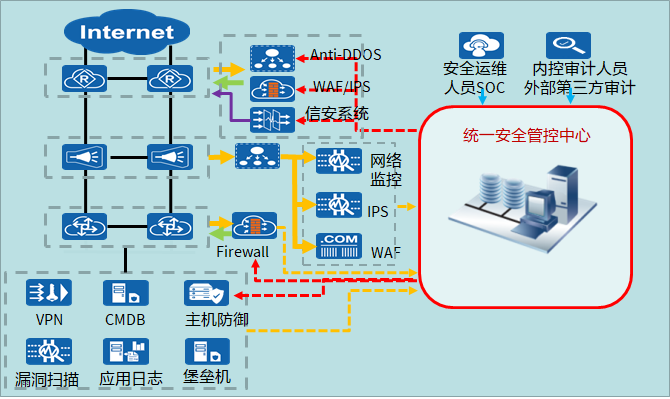 Internet
Anti-DDOS
WAF/IPS
信安系统
安全运维
人员SOC
内控审计人员
外部第三方审计
统一安全管控中心
网络
监控
IPS
.COM
WAF
Firewall
VPN
CMDB
主机防御
漏洞扫描
应用日志
堡垒机